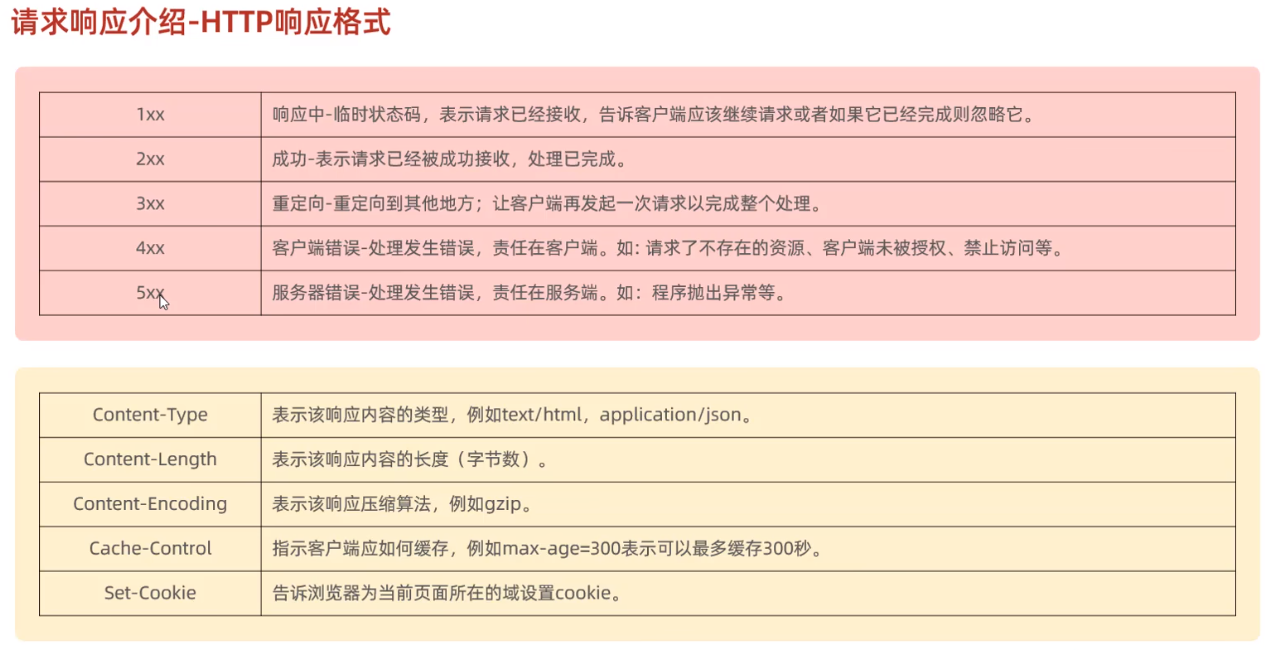 请求响应介绍-HTTP响应格式
1xx 响应中-临时状态码，表示请求已经接收，告诉客户端应该继续请求或者如果它已经完成则忽略它。
2xx 成功-表示请求已经被成功接收，处理已完成。
3xx 重定向-重定向到其他地方；让客户端再发起一次请求以完成整个处理。
4xx 客户端错误-处理发生错误，责任在客户端。如：请求了不存在的资源、客户端未被授权、禁止访问等。
5xx 服务器错误-处理发生错误，责任在服务端。如：程序抛出异常等。
Content-Type 表示该响应内容的类型，例如text/html，application/json。
Content-Length 表示该响应内容的长度（字节数）。
Content-Encoding 表示该响应压缩算法，例如gzip。
Cache-Control 指示客户端应如何缓存，例如max-age=300表示可以最多缓存300秒。
Set-Cookie 告诉浏览器为当前页面所在的域设置cookie。